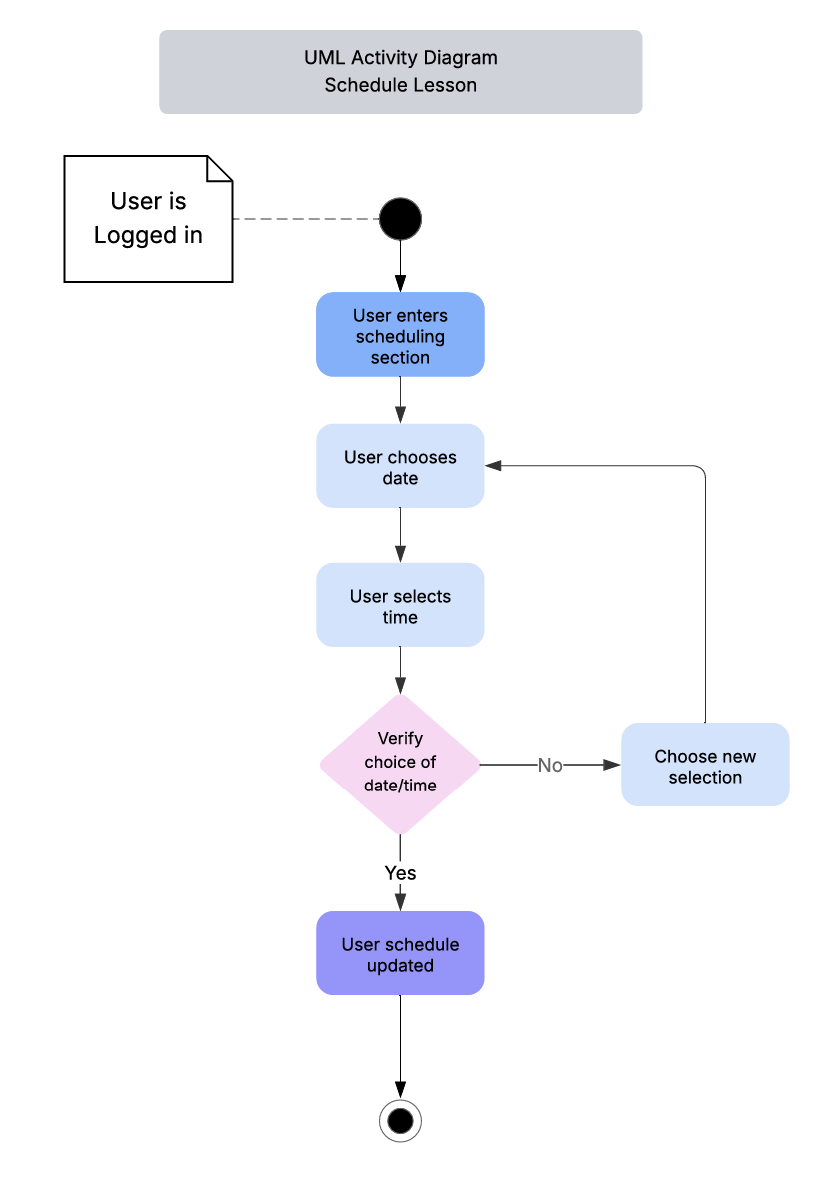 UML Activity Diagram
Schedule Lesson
User is
Logged in
User enters
scheduling
section
User chooses
date
User selects
time
Verify
choice of
date/time
No
Choose new
selection
Yes
User schedule
updated